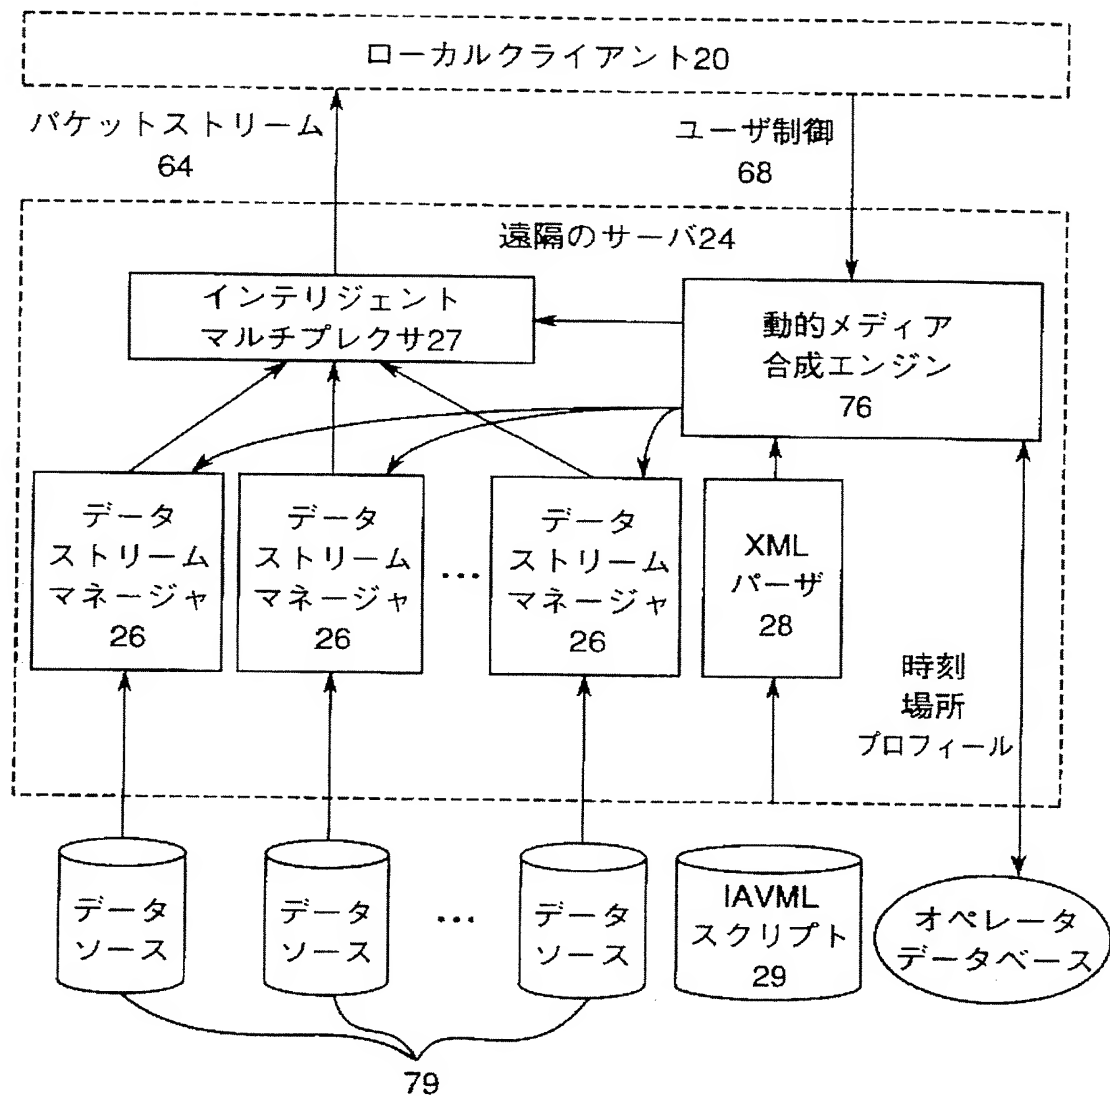 ローカルクライアント20
パケットストリーム
64
ユーザ制御
68
遠隔のサーバ24
インテリジェント
マルチプレクサ27
動的メディア
合成エンジン
76
データ
ストリーム
マネージャ
26
データ
ストリーム
マネージャ
26
...
データ
ストリーム
マネージャ
26
XML
パーザ
28
時刻
場所
プロフィール
データ
ソース
データ
ソース
...
データ
ソース
IAVML
スクリプト
29
オペレータ
データベース
79